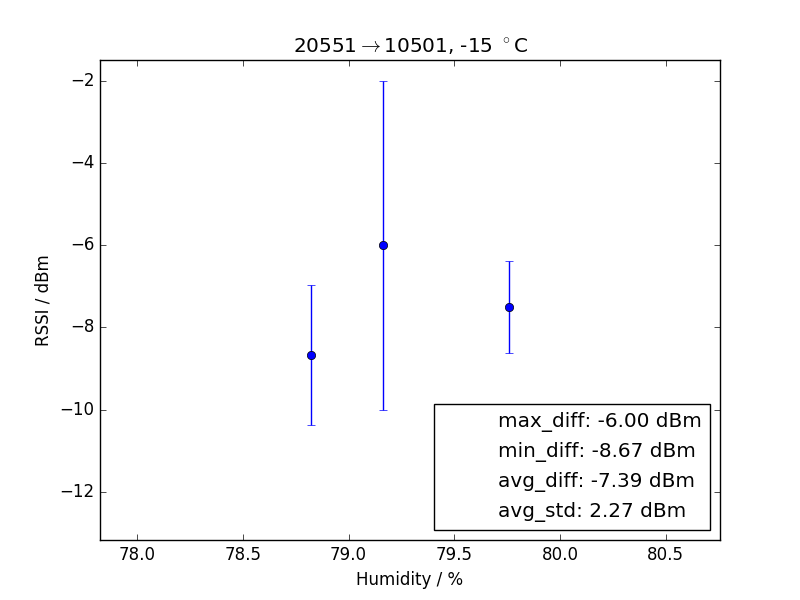 20551→10501, -15 °C
−2
−4
−6
−8
−10
−12
RSSI / dBm
max_diff: -6.00 dBm
min_diff: -8.67 dBm
avg_diff: -7.39 dBm
avg_std: 2.27 dBm
78.0 78.5 79.0 79.5 80.0 80.5
Humidity / %